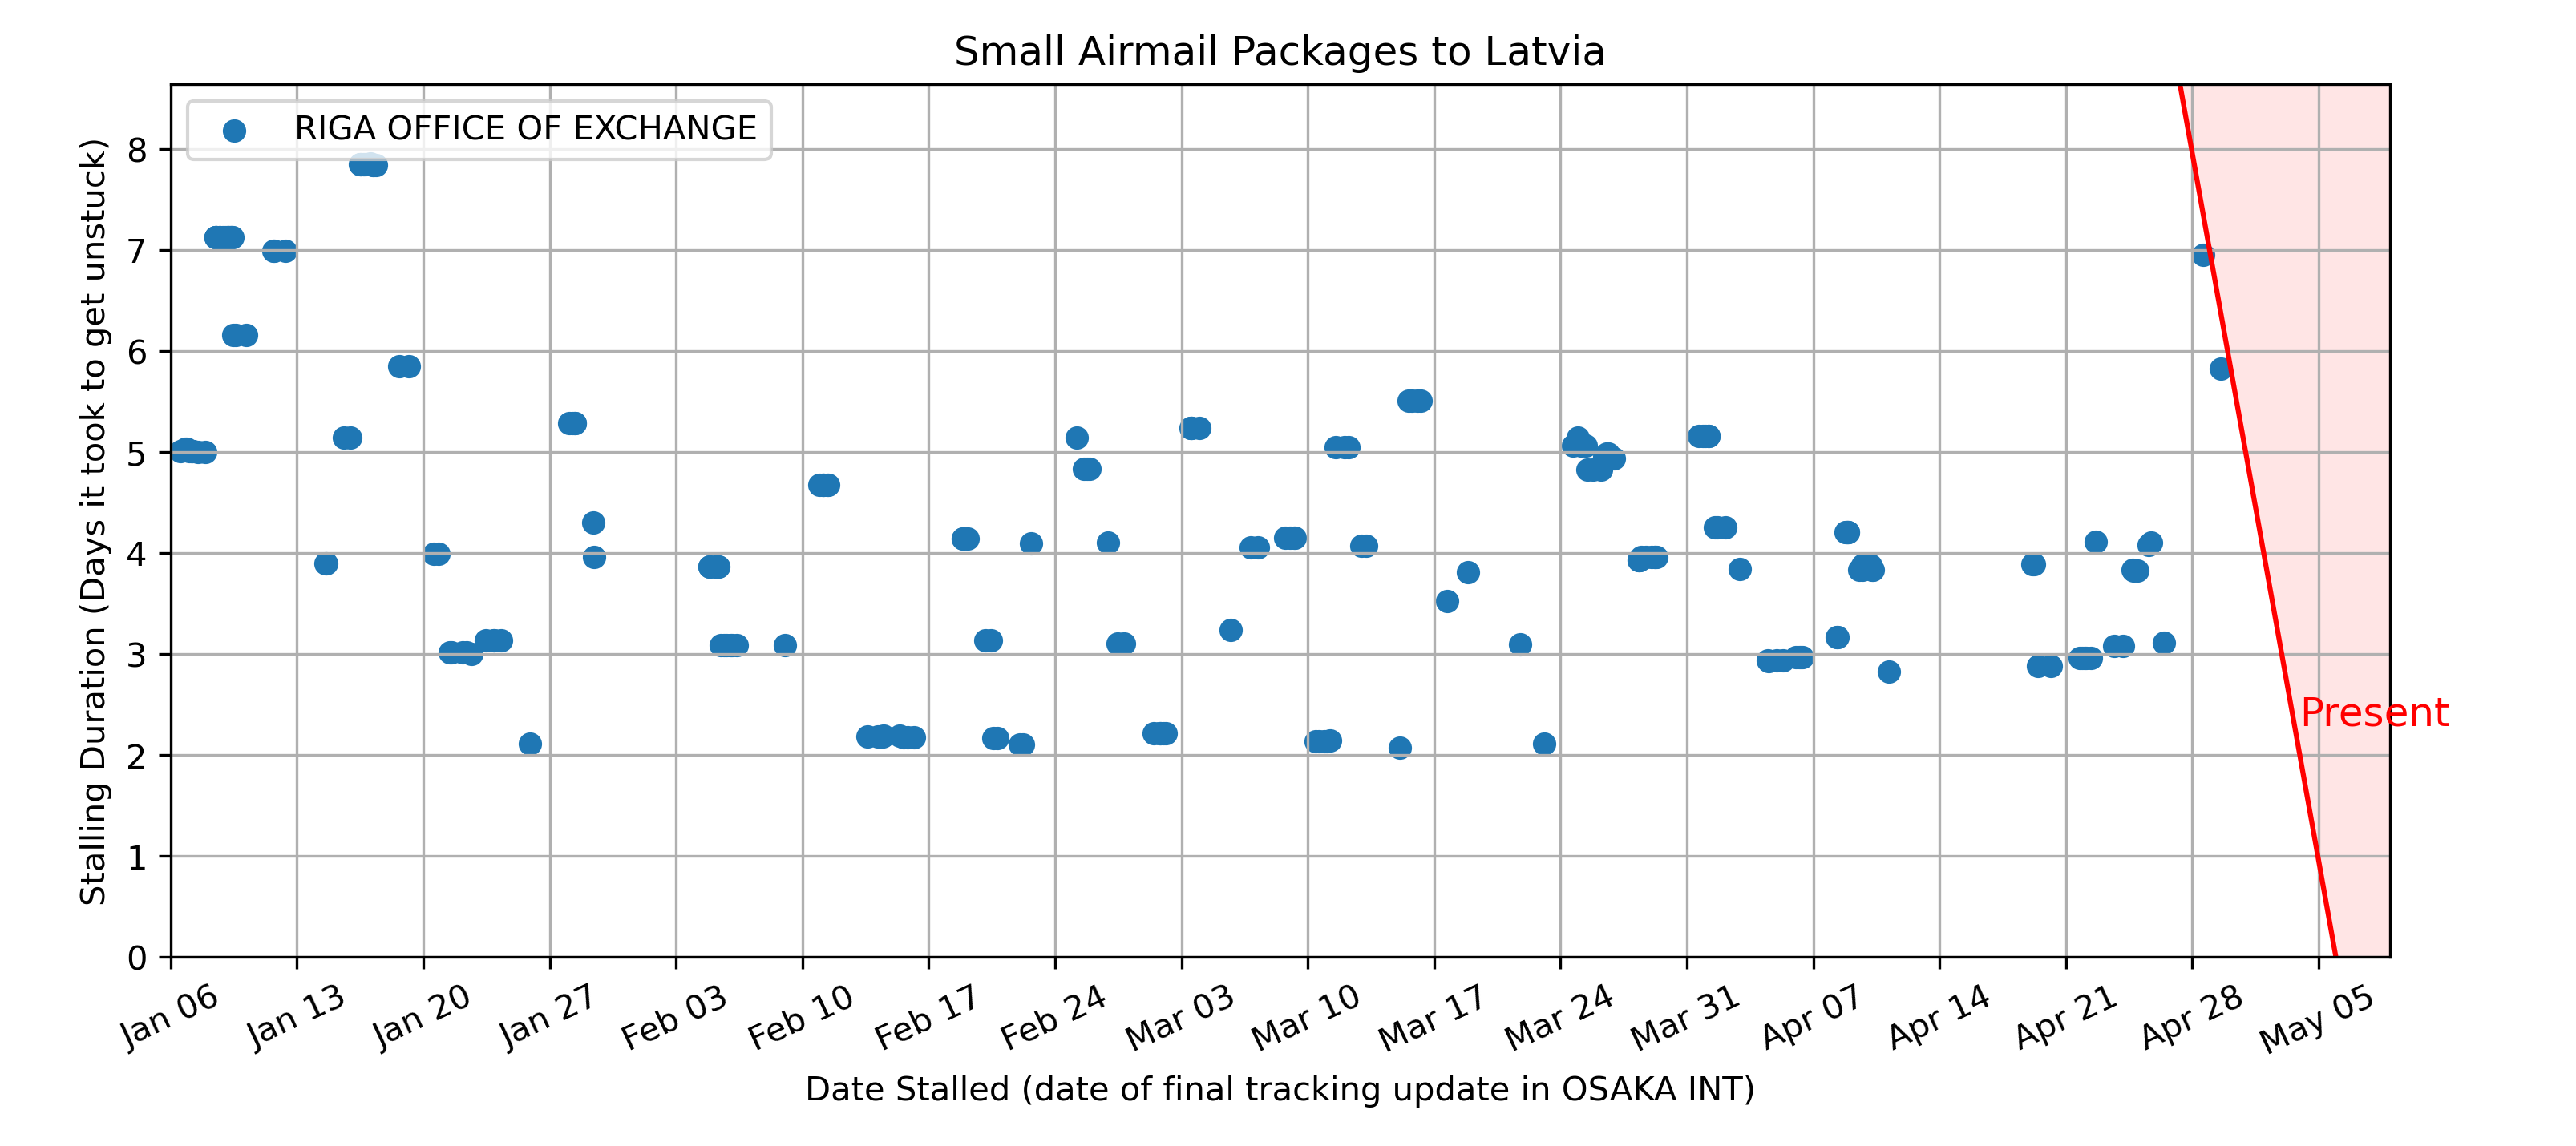 Small Airmail Packages to Latvia
RIGA OFFICE OF EXCHANGE
Stalling Duration (Days it took to get unstuck)
8
7
6
5
4
3
2
1
0
Present
Jan 06
Jan 13
Jan 20
Jan 27
Feb 03
Feb 10
Feb 17
Feb 24
Mar 03
Mar 10
Mar 17
Mar 24
Mar 31
Apr 07
Apr 14
Apr 21
Apr 28
May 05
Date Stalled (date of final tracking update in OSAKA INT)